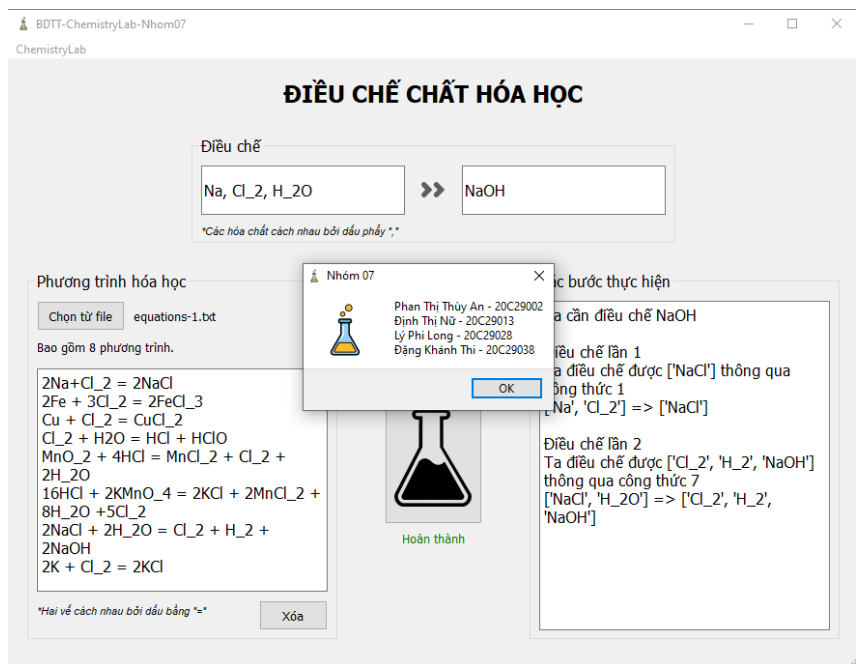 BDTT-ChemistryLab-Nhom07
ChemistryLab
ĐIỀU CHẾ CHẤT HÓA HỌC
Điều chế
Na, Cl_2, H_2O
NaOH
*Các hóa chất cách nhau bởi dấu phẩy ","
Phương trình hóa học
Chọn từ file
equations-1.txt
Bao gồm 8 phương trình.
2Na+Cl_2 = 2NaCl
2Fe + 3Cl_2 = 2FeCl_3
Cu + Cl_2 = CuCl_2
Cl_2 + H2O = HCl + HClO
MnO_2 + 4HCl = MnCl_2 + Cl_2 +
2H_2O
16HCl + 2KMnO_4 = 2KCl + 2MnCl_2 +
8H_2O +5Cl_2
2NaCl + 2H_2O = Cl_2 + H_2 +
2NaOH
2K + Cl_2 = 2KCl
*Hai vế cách nhau bởi dấu bằng "="
Xóa
Nhóm 07
Phan Thị Thùy An - 20C29002
Định Thị Nữ - 20C29013
Lý Phi Long - 20C29028
Đặng Khánh Thi - 20C29038
OK
Hoàn thành
bước thực hiện
cần điều chế NaOH
chế lần 1
điều chế được ['NaCl'] thông qua
thức 1
'Na', 'Cl_2'] => ['NaCl']
Điều chế lần 2
Ta điều chế được ['Cl_2', 'H_2', 'NaOH']
thông qua công thức 7
['NaCl', 'H_2O'] => ['Cl_2', 'H_2',
'NaOH']